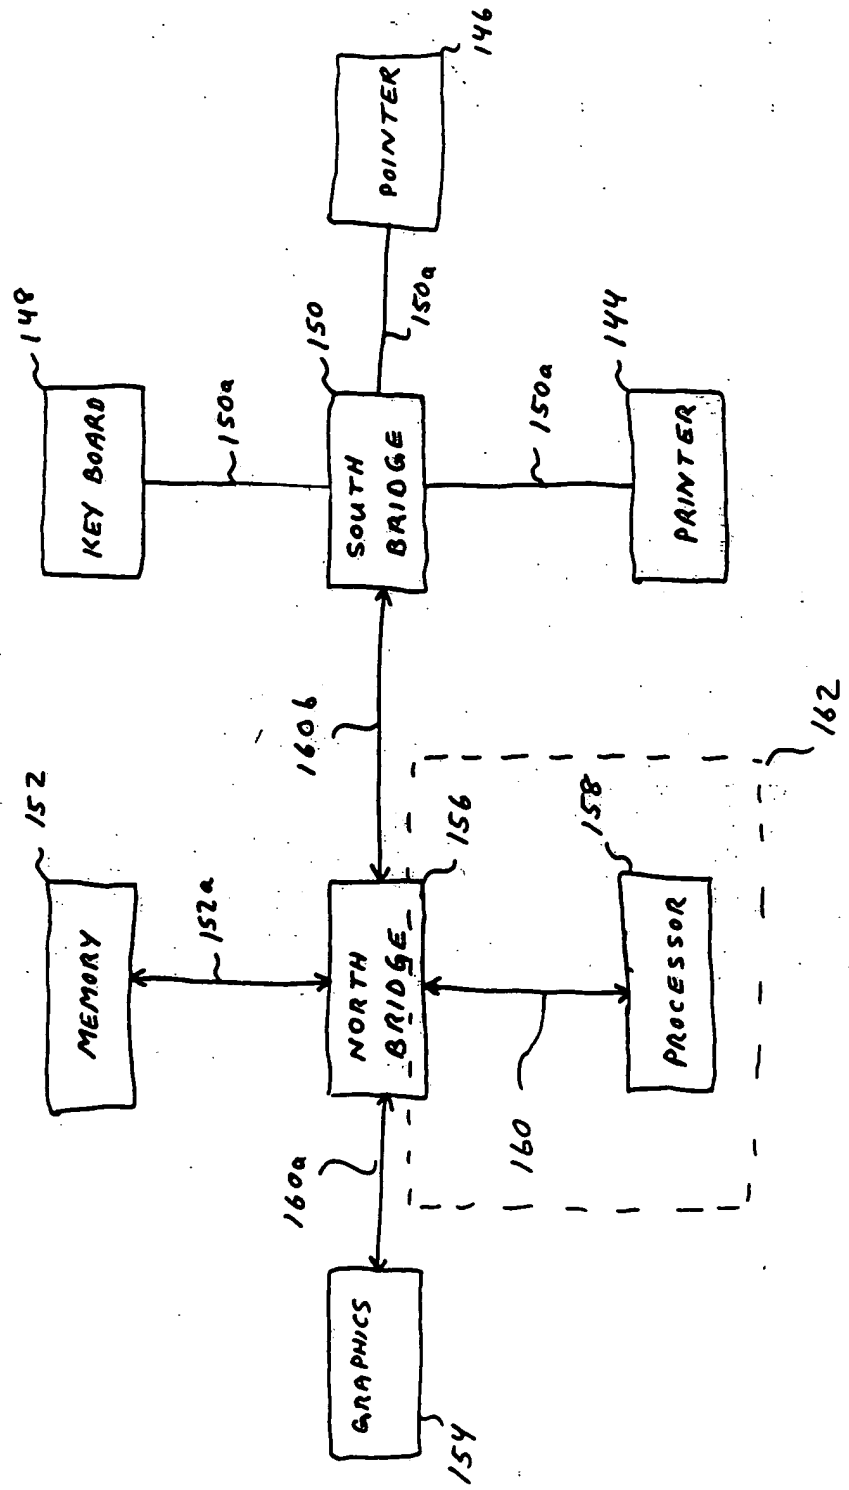 152
148
MEMORY
KEY BOARD
152a
150a
160a
160b
150
GRAPHICS
NORTH
BRIDGE
SOUTH
BRIDGE
POINTER
150a
154
156
146
160
150a
158
144
PROCESSOR
PRINTER
162